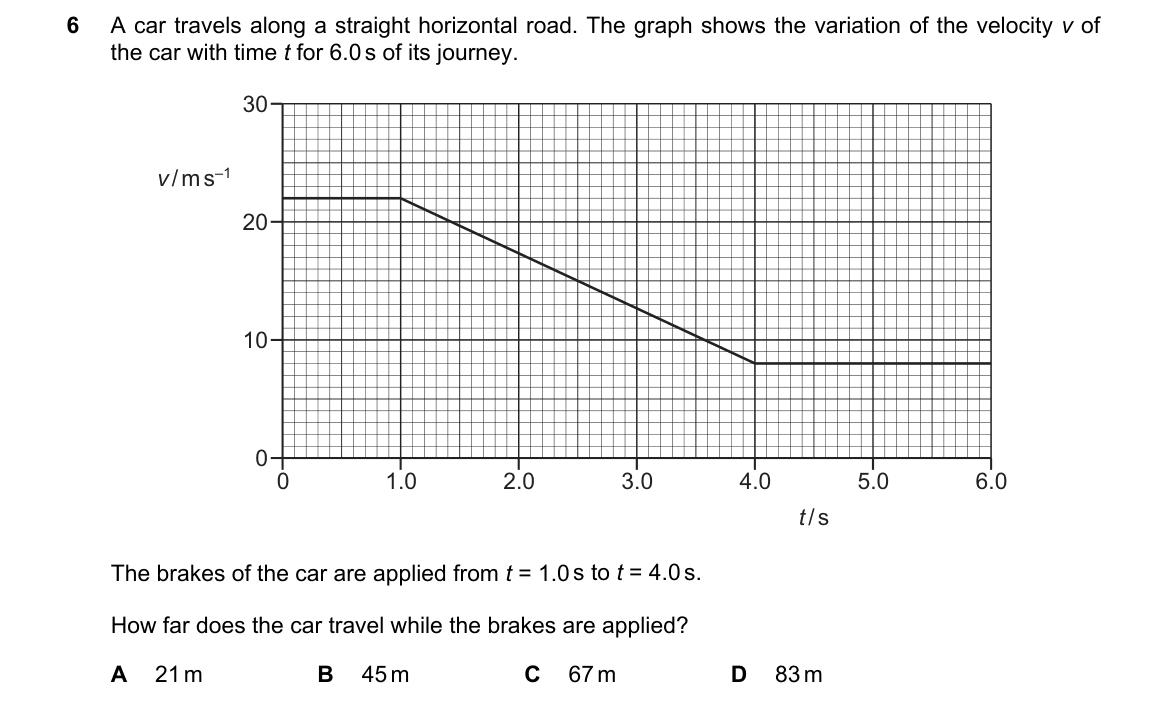 6 A car travels along a straight horizontal road. The graph shows the variation of the velocity v of
the car with time t for 6.0 s of its journey.
30
v/m s⁻¹
20
10
0
0 1.0 2.0 3.0 4.0 5.0 6.0
t/s
The brakes of the car are applied from t = 1.0 s to t = 4.0 s.
How far does the car travel while the brakes are applied?
A 21 m B 45 m C 67 m D 83 m